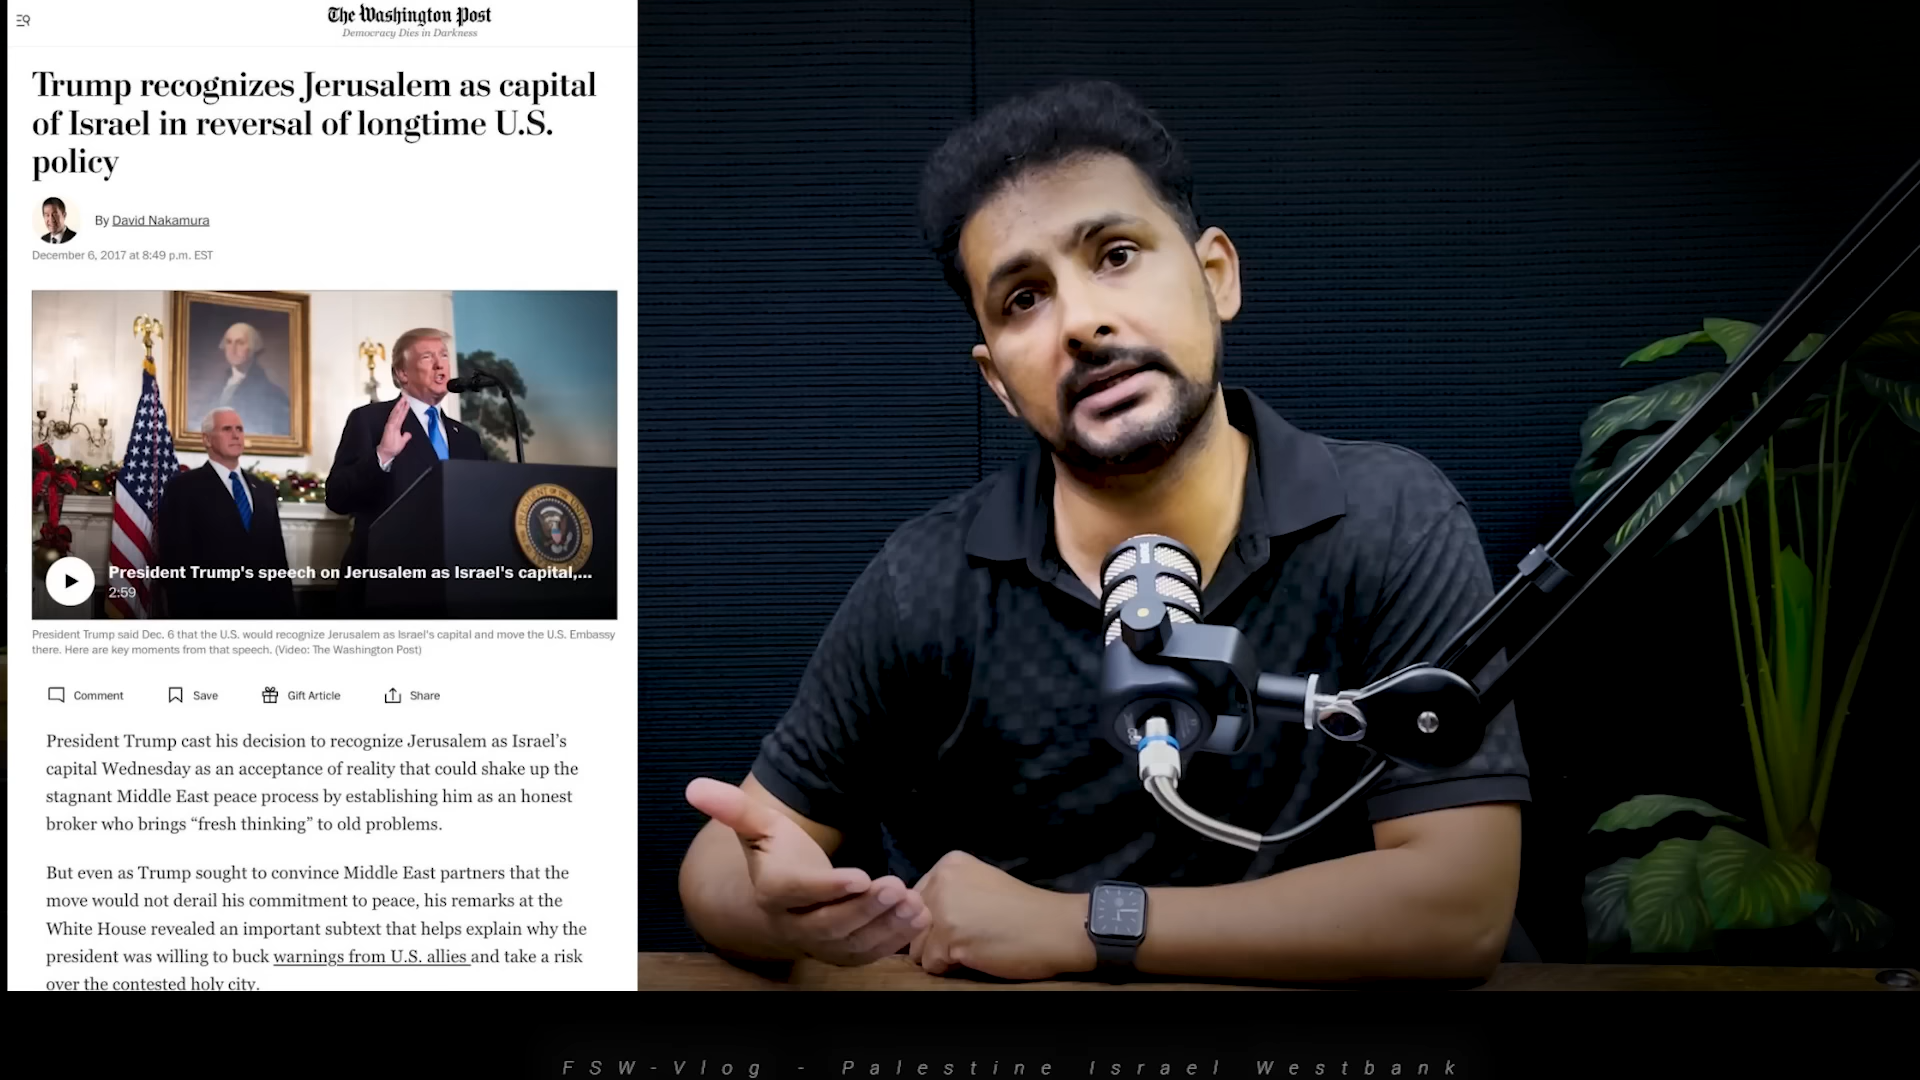 The Washington Post
Democracy Dies in Darkness
Trump recognizes Jerusalem as capital
of Israel in reversal of longtime U.S.
policy
By David Nakamura
December 6, 2017 at 8:49 p.m. EST
President Trump's speech on Jerusalem as Israel's capital,...
2:59
President Trump said Dec. 6 that the U.S. would recognize Jerusalem as Israel's capital and move the U.S. Embassy
there. Here are key moments from that speech. (Video: The Washington Post)
Comment Save Gift Article Share
President Trump cast his decision to recognize Jerusalem as Israel’s
capital Wednesday as an acceptance of reality that could shake up the
stagnant Middle East peace process by establishing him as an honest
broker who brings “fresh thinking” to old problems.
But even as Trump sought to convince Middle East partners that the
move would not derail his commitment to peace, his remarks at the
White House revealed an important subtext that helps explain why the
president was willing to buck warnings from U.S. allies and take a risk
over the contested holy city.
FSW-Vlog - Palestine Israel Westbank